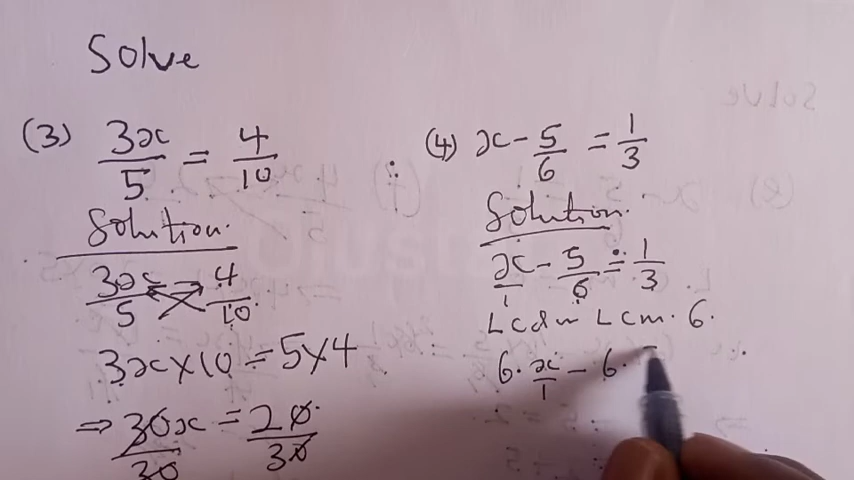 Solve
(3) 3x/5 = 4/10
Solution.
3x/5 = 4/10.
3x×10 = 5×4
⇒ 30x/30 = 20/30
(4) x - 5/6 = 1/3
Solution.
x/1 - 5/6 = 1/3
Lcd or Lcm. 6.
6. x/1 - 6.